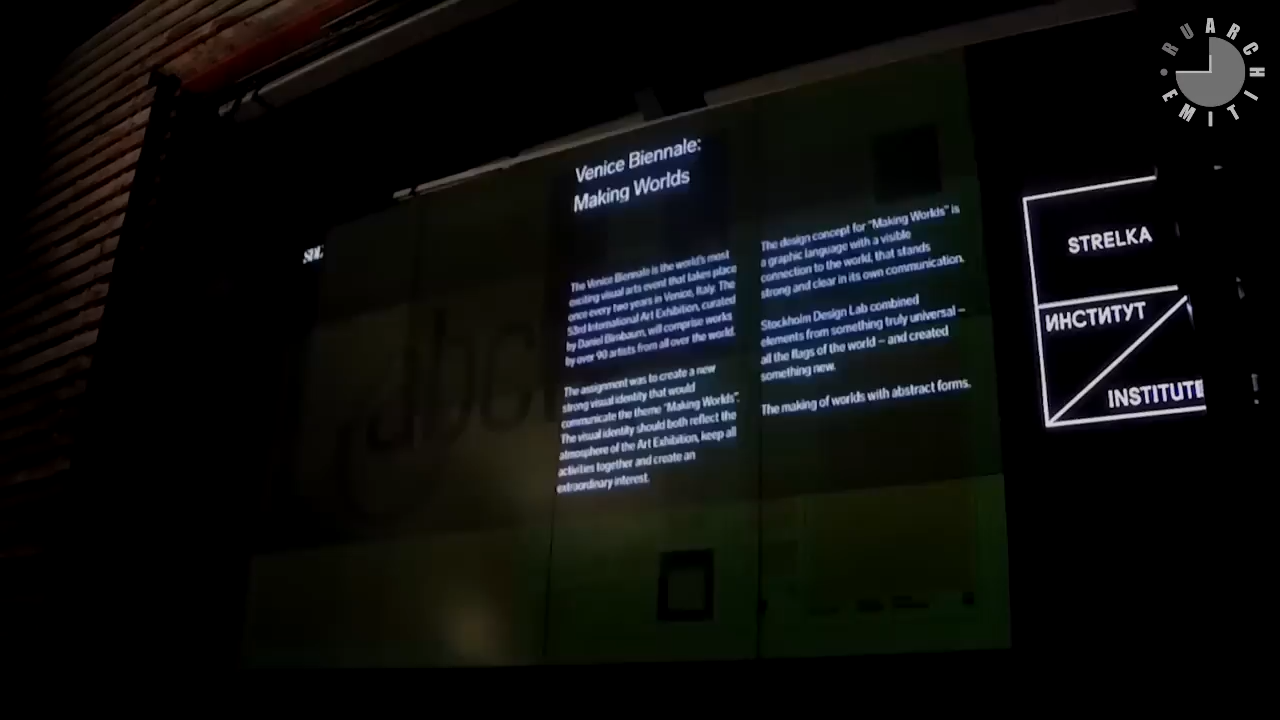 Venice Biennale:
Making Worlds
The Venice Biennale is the world's most
exciting visual arts event that takes place
once every two years in Venice, Italy. The
53rd International Art Exhibition, curated
by Daniel Birnbaum, will comprise works
by over 90 artists from all over the world.
The assignment was to create a new
strong visual identity that would
communicate the theme "Making Worlds".
The visual identity should both reflect the
atmosphere of the Art Exhibition, keep all
activities together and create an
extraordinary interest.
The design concept for "Making Worlds" is
a graphic language with a visible
connection to the world, that stands
strong and clear in its own communication.
Stockholm Design Lab combined
elements from something truly universal –
all the flags of the world – and created
something new.
The making of worlds with abstract forms.
STRELKA
ИНСТИТУТ
INSTITUTE
RUARCH
TIME